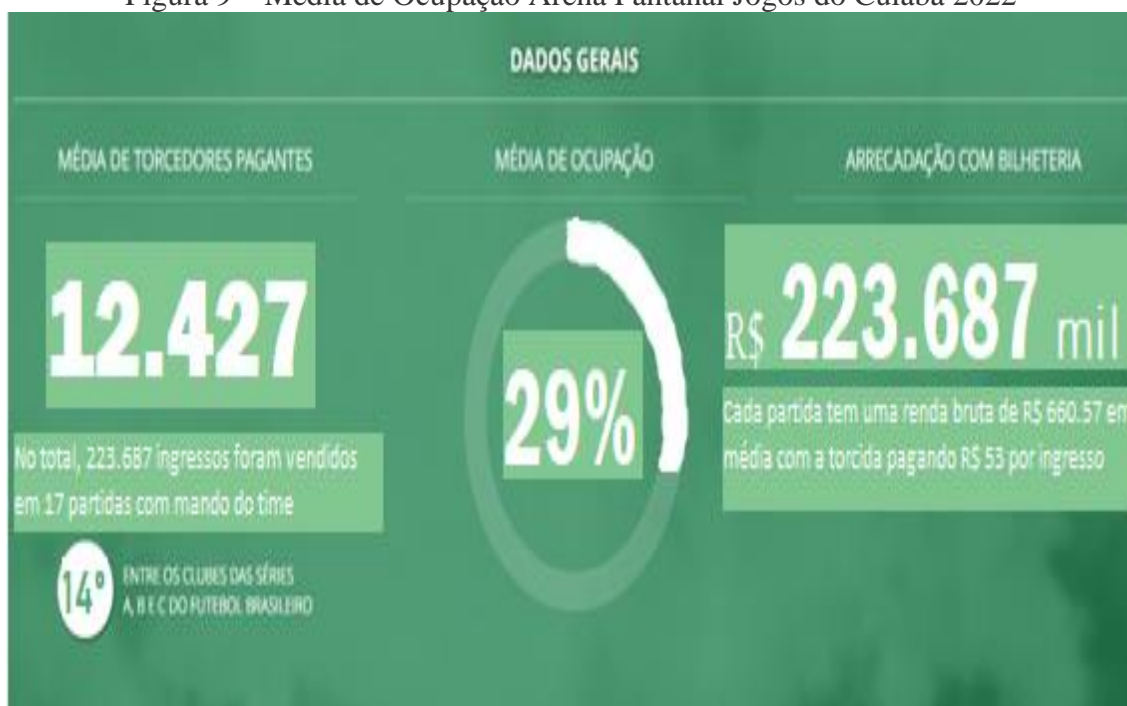 Figura 9 – Média de Ocupação Arena Pantanal Jogos do Cuiabá 2022
DADOS GERAIS
MÉDIA DE TORCEDORES PAGANTES
12.427
No total, 223.687 ingressos foram vendidos
em 17 partidas com mando do time
14º ENTRE OS CLUBES DAS SÉRIES
A, B E C DO FUTEBOL BRASILEIRO
MÉDIA DE OCUPAÇÃO
29%
ARRECADAÇÃO COM BILHETERIA
R$ 223.687 mil
Cada partida tem uma renda bruta de R$ 660.57 em
média com a torcida pagando R$ 53 por ingresso